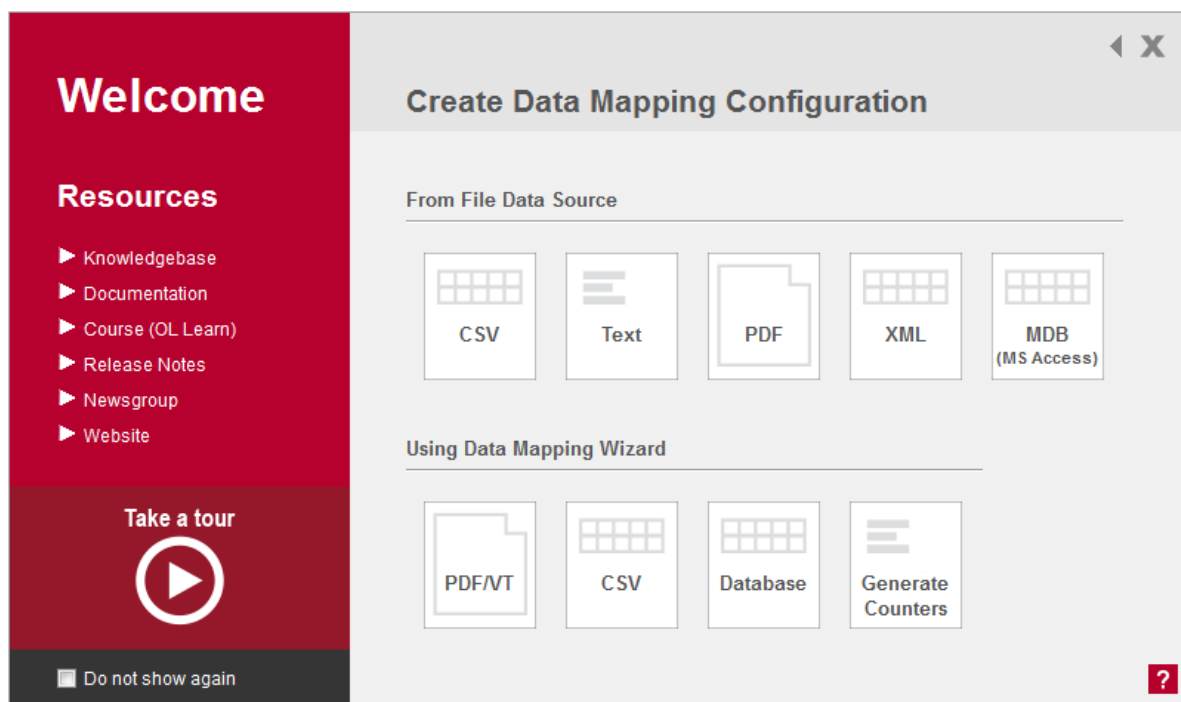 Welcome
Resources
Knowledgebase
Documentation
Course (OL Learn)
Release Notes
Newsgroup
Website
Take a tour
Do not show again
X
Create Data Mapping Configuration
From File Data Source
CSV
Text
PDF
XML
MDB
(MS Access)
Using Data Mapping Wizard
PDF/VT
CSV
Database
Generate
Counters
?